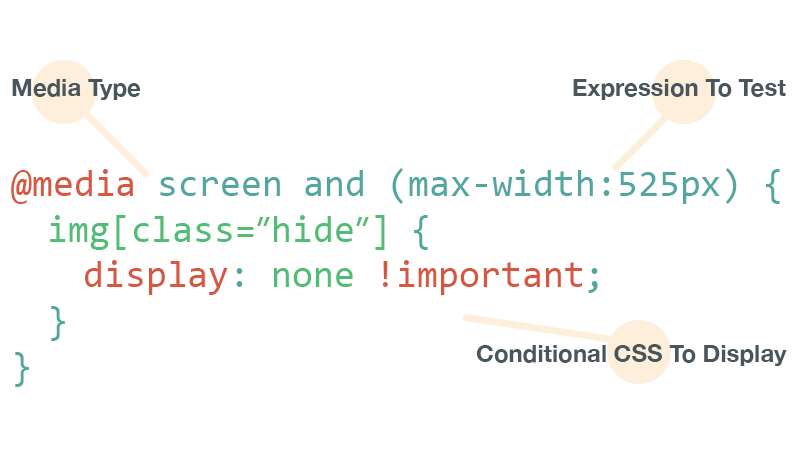 Media Type
Expression To Test
@media screen and (max-width:525px) {
img[class=”hide”] {
display: none !important;
}
Conditional CSS To Display
}